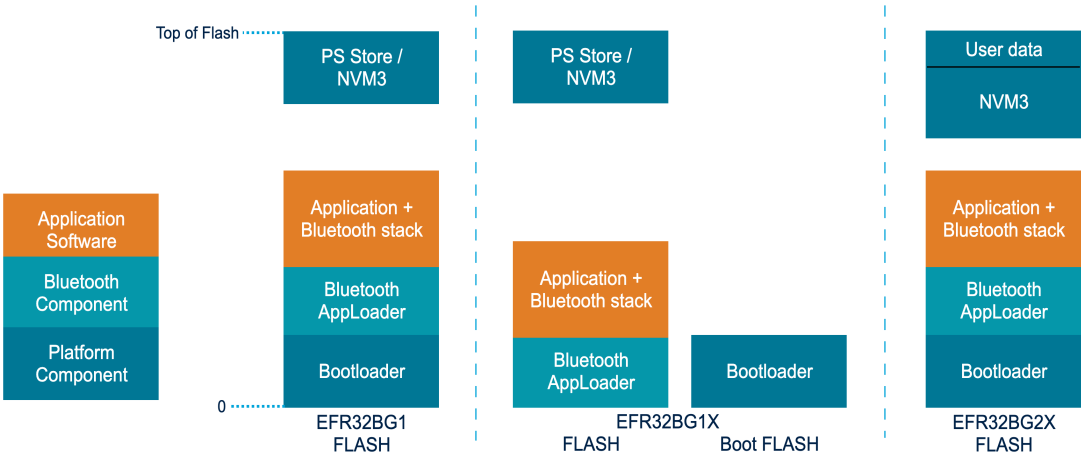 Top of Flash
PS Store /
NVM3
PS Store /
NVM3
User data
NVM3
Application
Software
Bluetooth
Component
Platform
Component
Application +
Bluetooth stack
Bluetooth
AppLoader
Bootloader
0
EFR32BG1
FLASH
Application +
Bluetooth stack
Bluetooth
AppLoader
Bootloader
EFR32BG1X
FLASH
Boot FLASH
Application +
Bluetooth stack
Bluetooth
AppLoader
Bootloader
EFR32BG2X
FLASH